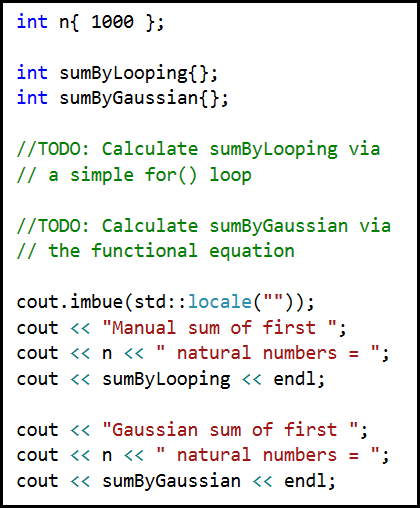 int n{ 1000 };
int sumByLooping{};
int sumByGaussian{};
//TODO: Calculate sumByLooping via
// a simple for() loop
//TODO: Calculate sumByGaussian via
// the functional equation
cout.imbue(std::locale(""));
cout << "Manual sum of first ";
cout << n << " natural numbers = ";
cout << sumByLooping << endl;
cout << "Gaussian sum of first ";
cout << n << " natural numbers = ";
cout << sumByGaussian << endl;